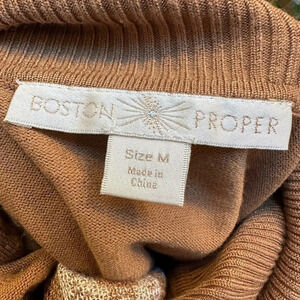 BOSTON PROPER
Size M
Made in
China